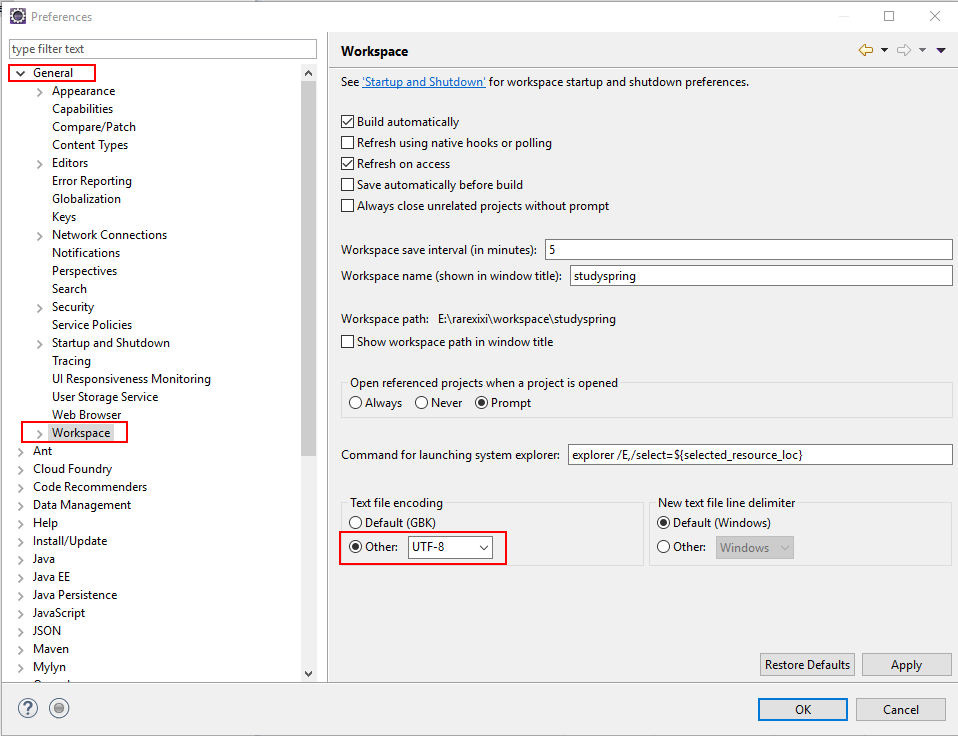 Preferences
type filter text
General
Appearance
Capabilities
Compare/Patch
Content Types
Editors
Error Reporting
Globalization
Keys
Network Connections
Notifications
Perspectives
Search
Security
Service Policies
Startup and Shutdown
Tracing
UI Responsiveness Monitoring
User Storage Service
Web Browser
Workspace
Ant
Cloud Foundry
Code Recommenders
Data Management
Help
Install/Update
Java
Java EE
Java Persistence
JavaScript
JSON
Maven
Mylyn
Workspace
See 'Startup and Shutdown' for workspace startup and shutdown preferences.
Build automatically
Refresh using native hooks or polling
Refresh on access
Save automatically before build
Always close unrelated projects without prompt
Workspace save interval (in minutes): 5
Workspace name (shown in window title): studyspring
Workspace path: E:\rarexixi\workspace\studyspring
Show workspace path in window title
Open referenced projects when a project is opened
Always Never Prompt
Command for launching system explorer: explorer /E,/select=${selected_resource_loc}
Text file encoding
Default (GBK)
Other: UTF-8
New text file line delimiter
Default (Windows)
Other: Windows
Restore Defaults Apply
? OK Cancel